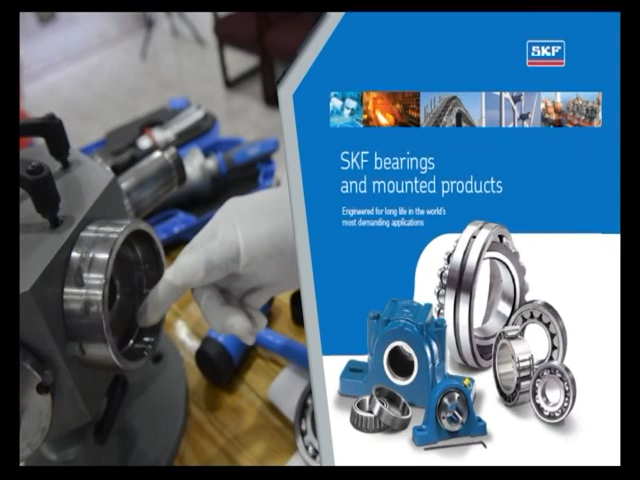 SKF
SKF bearings
and mounted products
Engineered for long life in the world's
most demanding applications